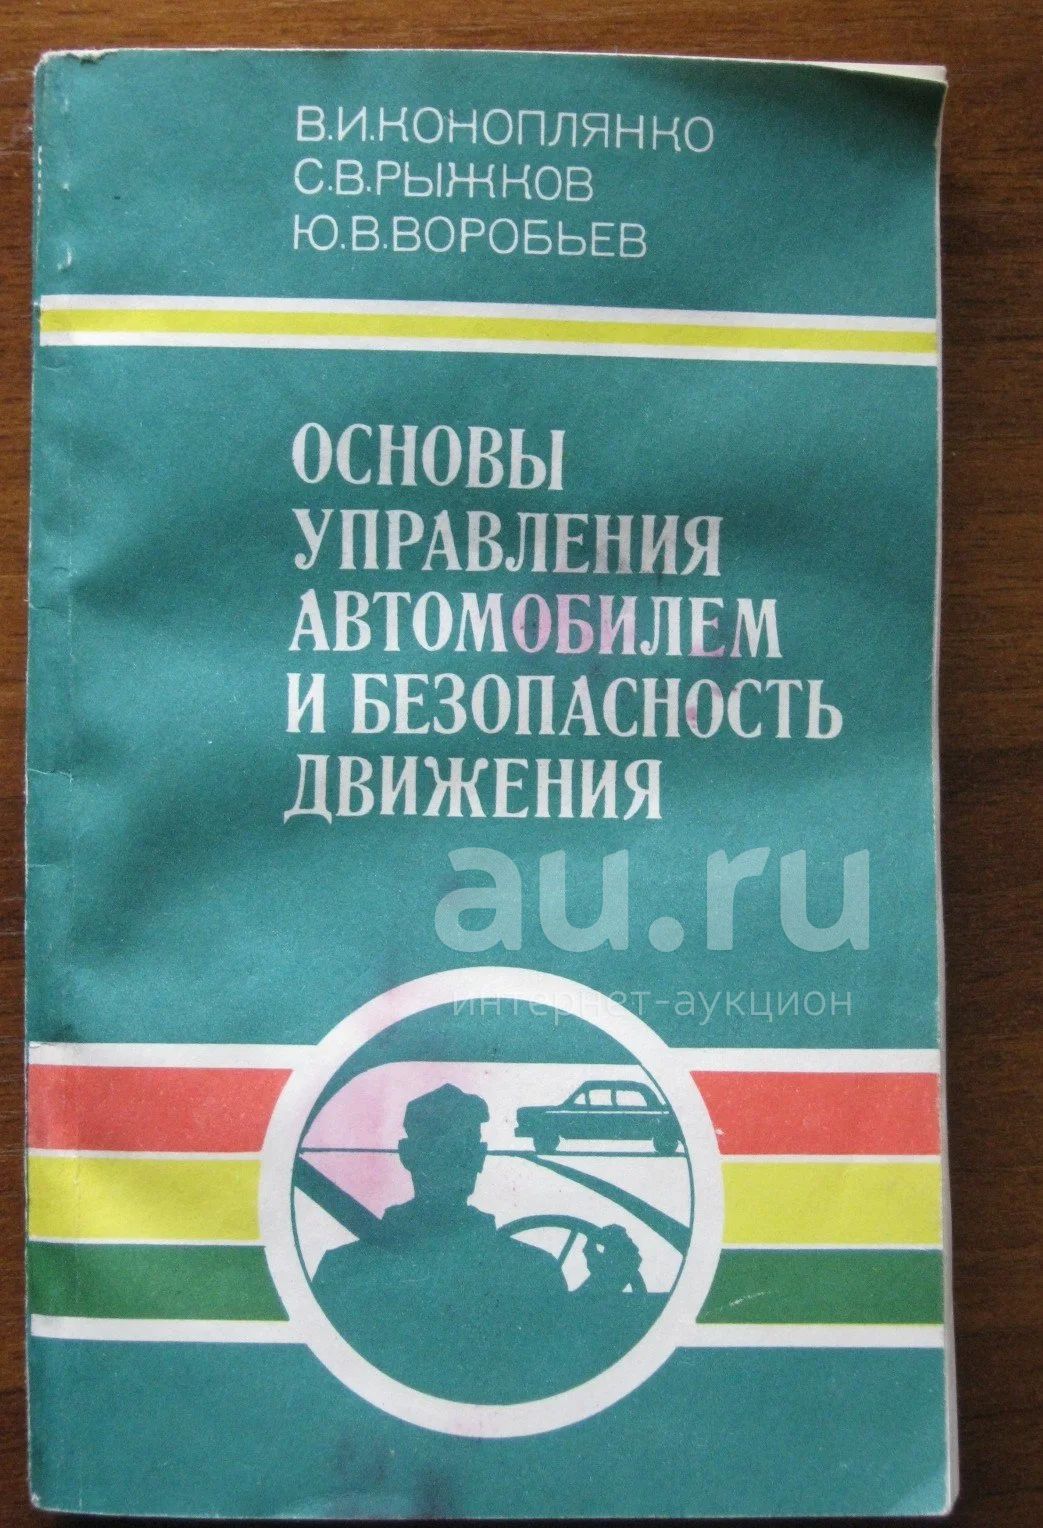 В.И.КОНОПЛЯНКО
С.В.РЫЖКОВ
Ю.В.ВОРОБЬЕВ
ОСНОВЫ
УПРАВЛЕНИЯ
АВТОМОБИЛЕМ
И БЕЗОПАСНОСТЬ
ДВИЖЕНИЯ
au.ru
интернет-аукцион